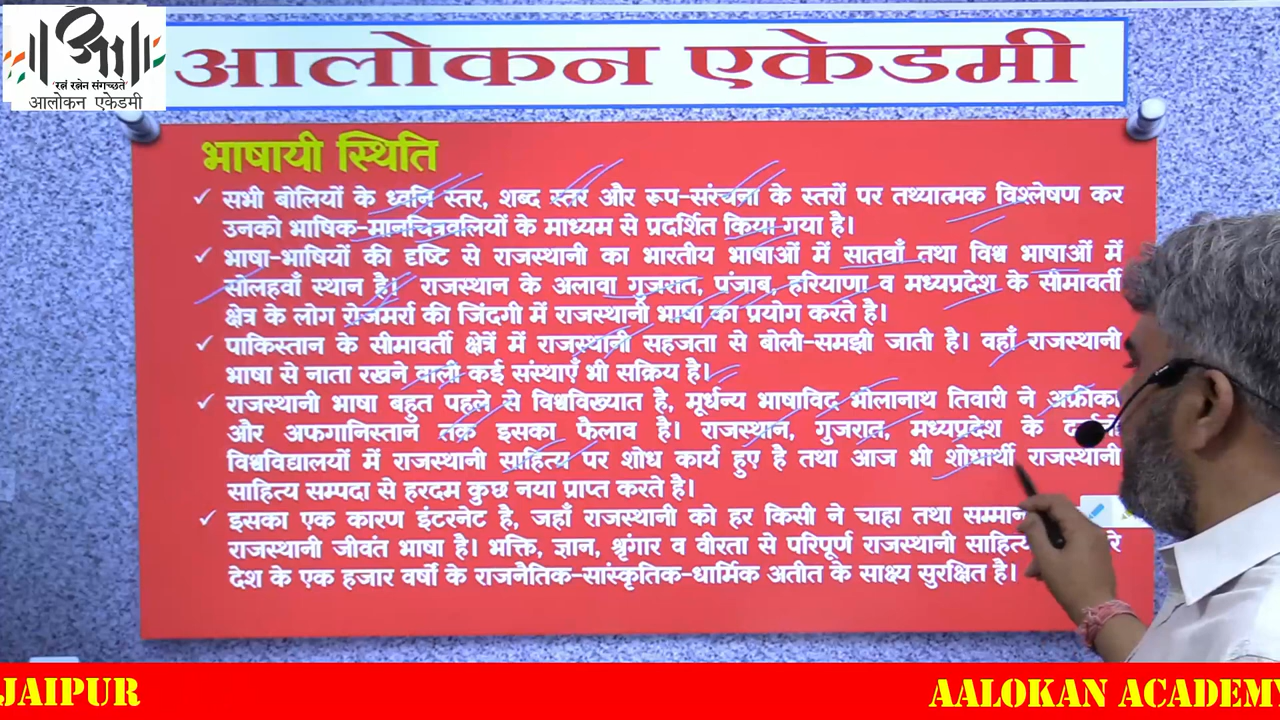 आ
'रत्नं रत्नेन संगच्छते'
आलोकन एकेडमी
आलोकन एकेडमी
भाषायी स्थिति
✓ सभी बोलियों के ध्वनि स्तर, शब्द स्तर और रूप-संरचना के स्तरों पर तथ्यात्मक विश्लेषण कर
उनको भाषिक-मानचित्रवलियों के माध्यम से प्रदर्शित किया गया है।
✓ भाषा-भाषियों की दृष्टि से राजस्थानी का भारतीय भाषाओं में सातवाँ तथा विश्व भाषाओं में
सोलहवाँ स्थान है। राजस्थान के अलावा गुजरात, पंजाब, हरियाणा व मध्यप्रदेश के सीमावर्ती
क्षेत्र के लोग रोजमर्रा की जिंदगी में राजस्थानी भाषा का प्रयोग करते है।
✓ पाकिस्तान के सीमावर्ती क्षेत्रें में राजस्थानी सहजता से बोली-समझी जाती है। वहाँ राजस्थानी
भाषा से नाता रखने वाली कई संस्थाएँ भी सक्रिय है।
✓ राजस्थानी भाषा बहुत पहले से विश्वविख्यात है, मूर्धन्य भाषाविद भोलानाथ तिवारी ने अफ्रीका
और अफगानिस्तान तक इसका फैलाव है। राजस्थान, गुजरात, मध्यप्रदेश के
विश्वविद्यालयों में राजस्थानी साहित्य पर शोध कार्य हुए है तथा आज भी शोधार्थी राजस्थानी
साहित्य सम्पदा से हरदम कुछ नया प्राप्त करते है।
✓ इसका एक कारण इंटरनेट है, जहाँ राजस्थानी को हर किसी ने चाहा तथा सम्मान
राजस्थानी जीवंत भाषा है। भक्ति, ज्ञान, श्रृंगार व वीरता से परिपूर्ण राजस्थानी साहित्य
देश के एक हजार वर्षों के राजनैतिक-सांस्कृतिक-धार्मिक अतीत के साक्ष्य सुरक्षित है।
JAIPUR
AALOKAN ACADEMY